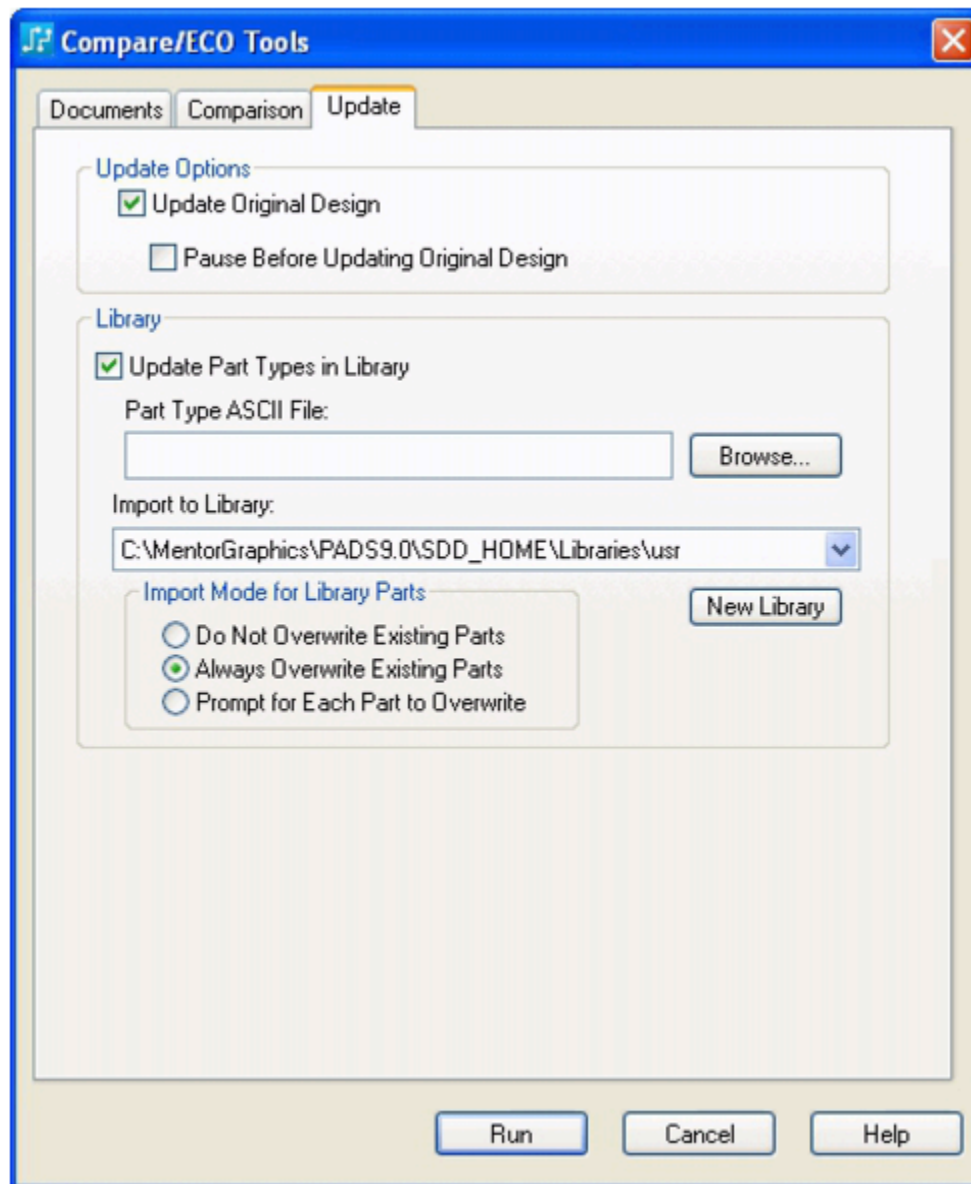 Compare/ECO Tools
Documents Comparison Update
Update Options
Update Original Design
Pause Before Updating Original Design
Library
Update Part Types in Library
Part Type ASCII File:
Browse...
Import to Library:
C:\MentorGraphics\PADS9.0\SDD_HOME\Libraries\usr
Import Mode for Library Parts
New Library
Do Not Overwrite Existing Parts
Always Overwrite Existing Parts
Prompt for Each Part to Overwrite
Run Cancel Help